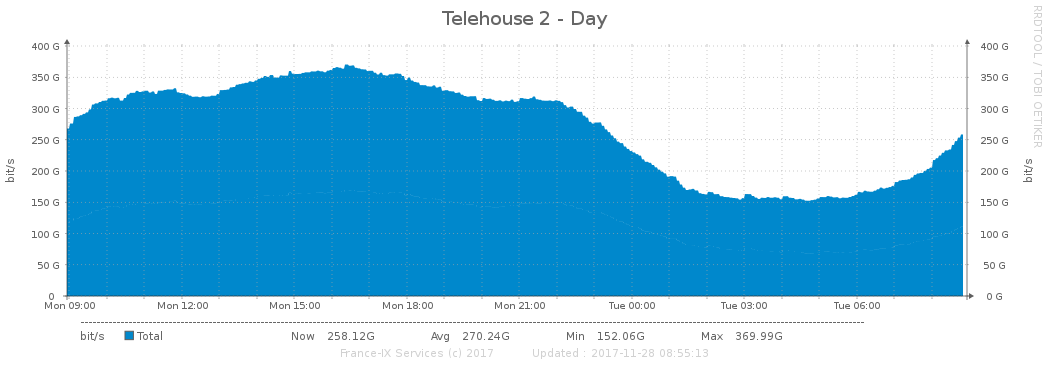 Telehouse 2 - Day
RRDTOOL / TOBI OETIKER
bit/s
bit/s
400 G 400 G
350 G 350 G
300 G 300 G
250 G 250 G
200 G 200 G
150 G 150 G
100 G 100 G
50 G 50 G
0 0 G
Mon 09:00 Mon 12:00 Mon 15:00 Mon 18:00 Mon 21:00 Tue 00:00 Tue 03:00 Tue 06:00
bit/s Total Now 258.12G Avg 270.24G Min 152.06G Max 369.99G
France-IX Services (c) 2017 Updated : 2017-11-28 08:55:13